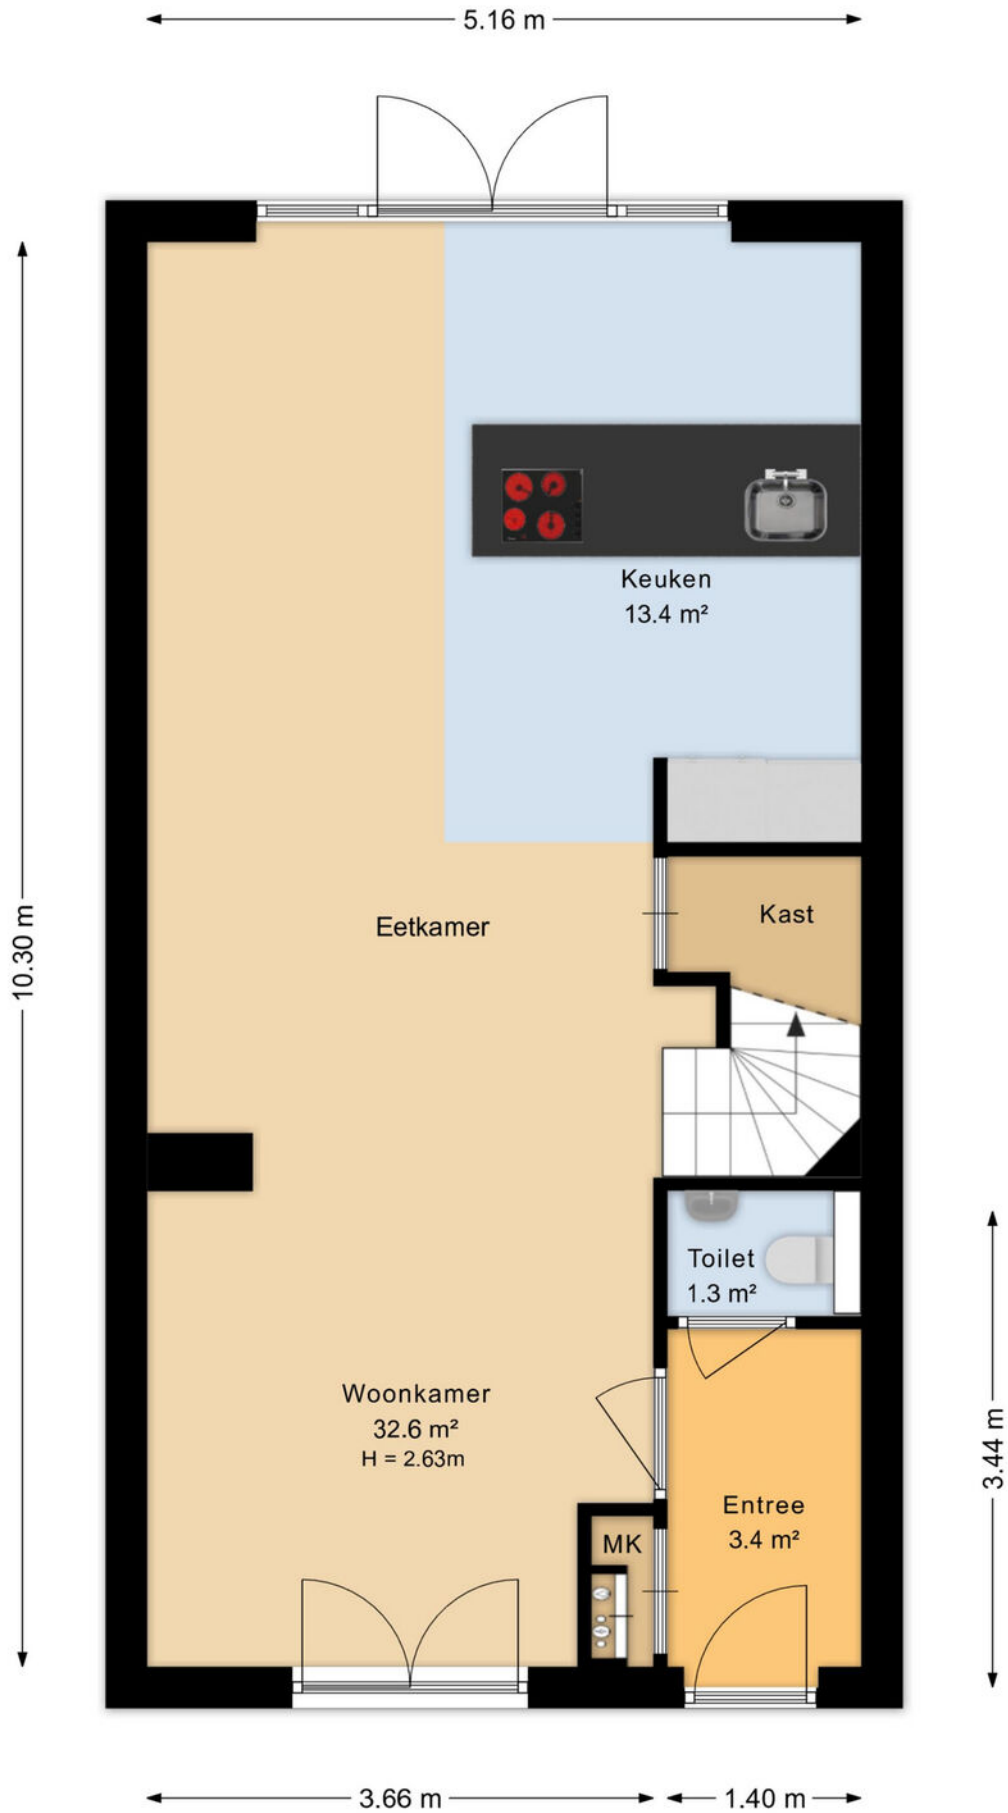 5.16 m
Keuken
13.4 m²
Kast
Eetkamer
10.30 m
Toilet
1.3 m²
Woonkamer
32.6 m²
H = 2.63m
3.44 m
Entree
3.4 m²
MK
3.66 m
1.40 m